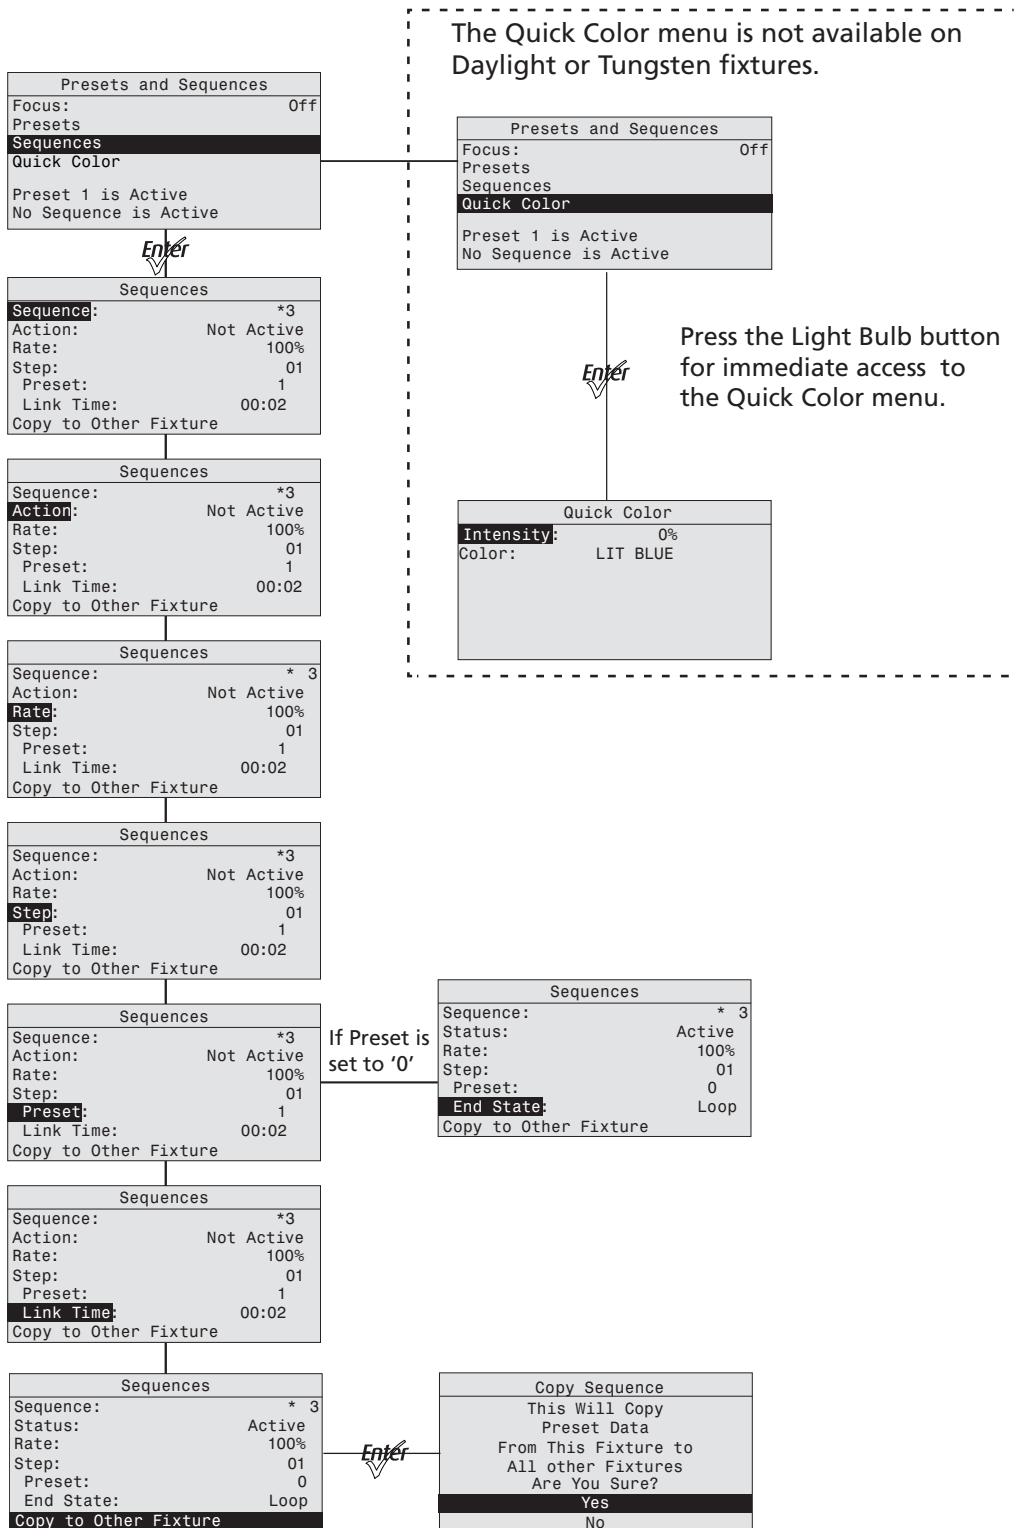 The Quick Color menu is not available on
Daylight or Tungsten fixtures.
Presets and Sequences
Focus: Off
Presets
Sequences
Quick Color
Preset 1 is Active
No Sequence is Active
Enter
Presets and Sequences
Focus: Off
Presets
Sequences
Quick Color
Preset 1 is Active
No Sequence is Active
Enter
Press the Light Bulb button
for immediate access to
the Quick Color menu.
Quick Color
Intensity: 0%
Color: LIT BLUE
Sequences
Sequence: *3
Action: Not Active
Rate: 100%
Step: 01
Preset: 1
Link Time: 00:02
Copy to Other Fixture
Sequences
Sequence: *3
Action: Not Active
Rate: 100%
Step: 01
Preset: 1
Link Time: 00:02
Copy to Other Fixture
Sequences
Sequence: * 3
Action: Not Active
Rate: 100%
Step: 01
Preset: 1
Link Time: 00:02
Copy to Other Fixture
Sequences
Sequence: *3
Action: Not Active
Rate: 100%
Step: 01
Preset: 1
Link Time: 00:02
Copy to Other Fixture
Sequences
Sequence: *3
Action: Not Active
Rate: 100%
Step: 01
Preset: 1
Link Time: 00:02
Copy to Other Fixture
If Preset is
set to ‘0’
Sequences
Sequence: * 3
Status: Active
Rate: 100%
Step: 01
Preset: 0
End State: Loop
Copy to Other Fixture
Sequences
Sequence: *3
Action: Not Active
Rate: 100%
Step: 01
Preset: 1
Link Time: 00:02
Copy to Other Fixture
Sequences
Sequence: * 3
Status: Active
Rate: 100%
Step: 01
Preset: 0
End State: Loop
Copy to Other Fixture
Enter
Copy Sequence
This Will Copy
Preset Data
From This Fixture to
All other Fixtures
Are You Sure?
Yes
No